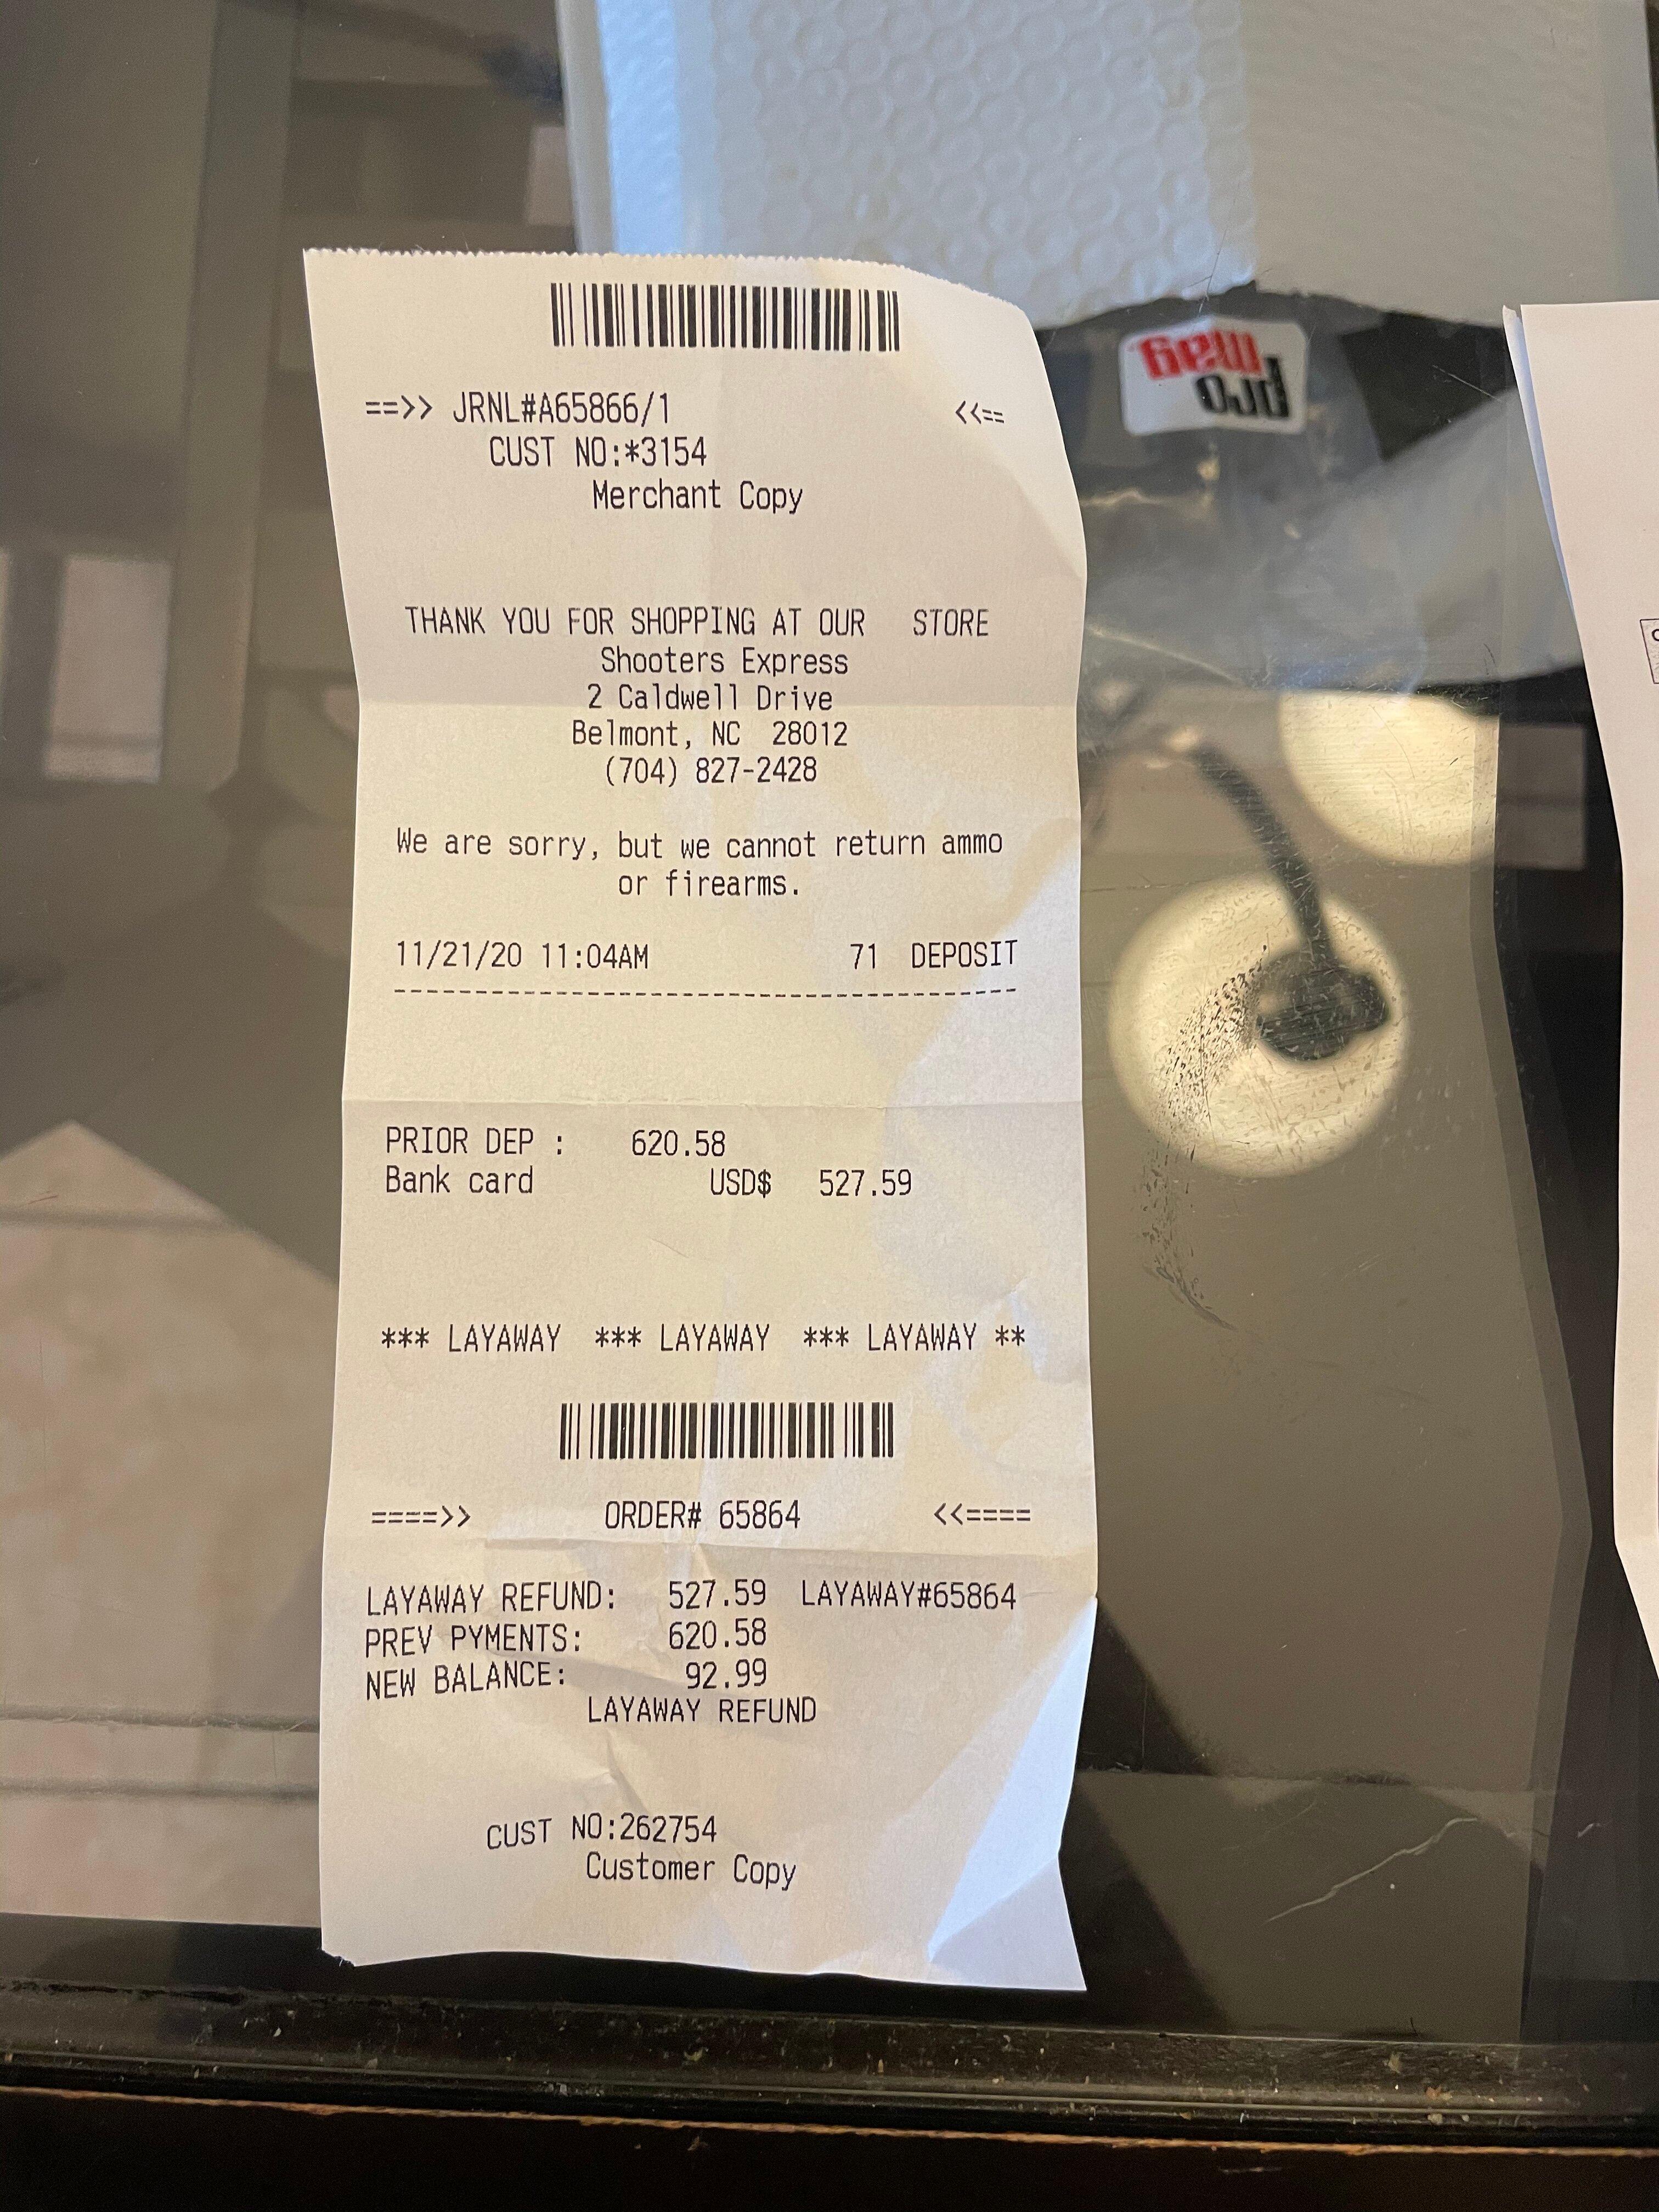 ==>> JRNL#A65866/1 <<==
CUST NO:*3154
Merchant Copy
THANK YOU FOR SHOPPING AT OUR STORE
Shooters Express
2 Caldwell Drive
Belmont, NC 28012
(704) 827-2428
We are sorry, but we cannot return ammo
or firearms.
11/21/20 11:04AM 71 DEPOSIT
---------------------------------------
PRIOR DEP : 620.58
Bank card USD$ 527.59
*** LAYAWAY *** LAYAWAY *** LAYAWAY **
====>> ORDER# 65864 <<====
LAYAWAY REFUND: 527.59 LAYAWAY#65864
PREV PYMENTS: 620.58
NEW BALANCE: 92.99
LAYAWAY REFUND
CUST NO:262754
Customer Copy
pro
mag